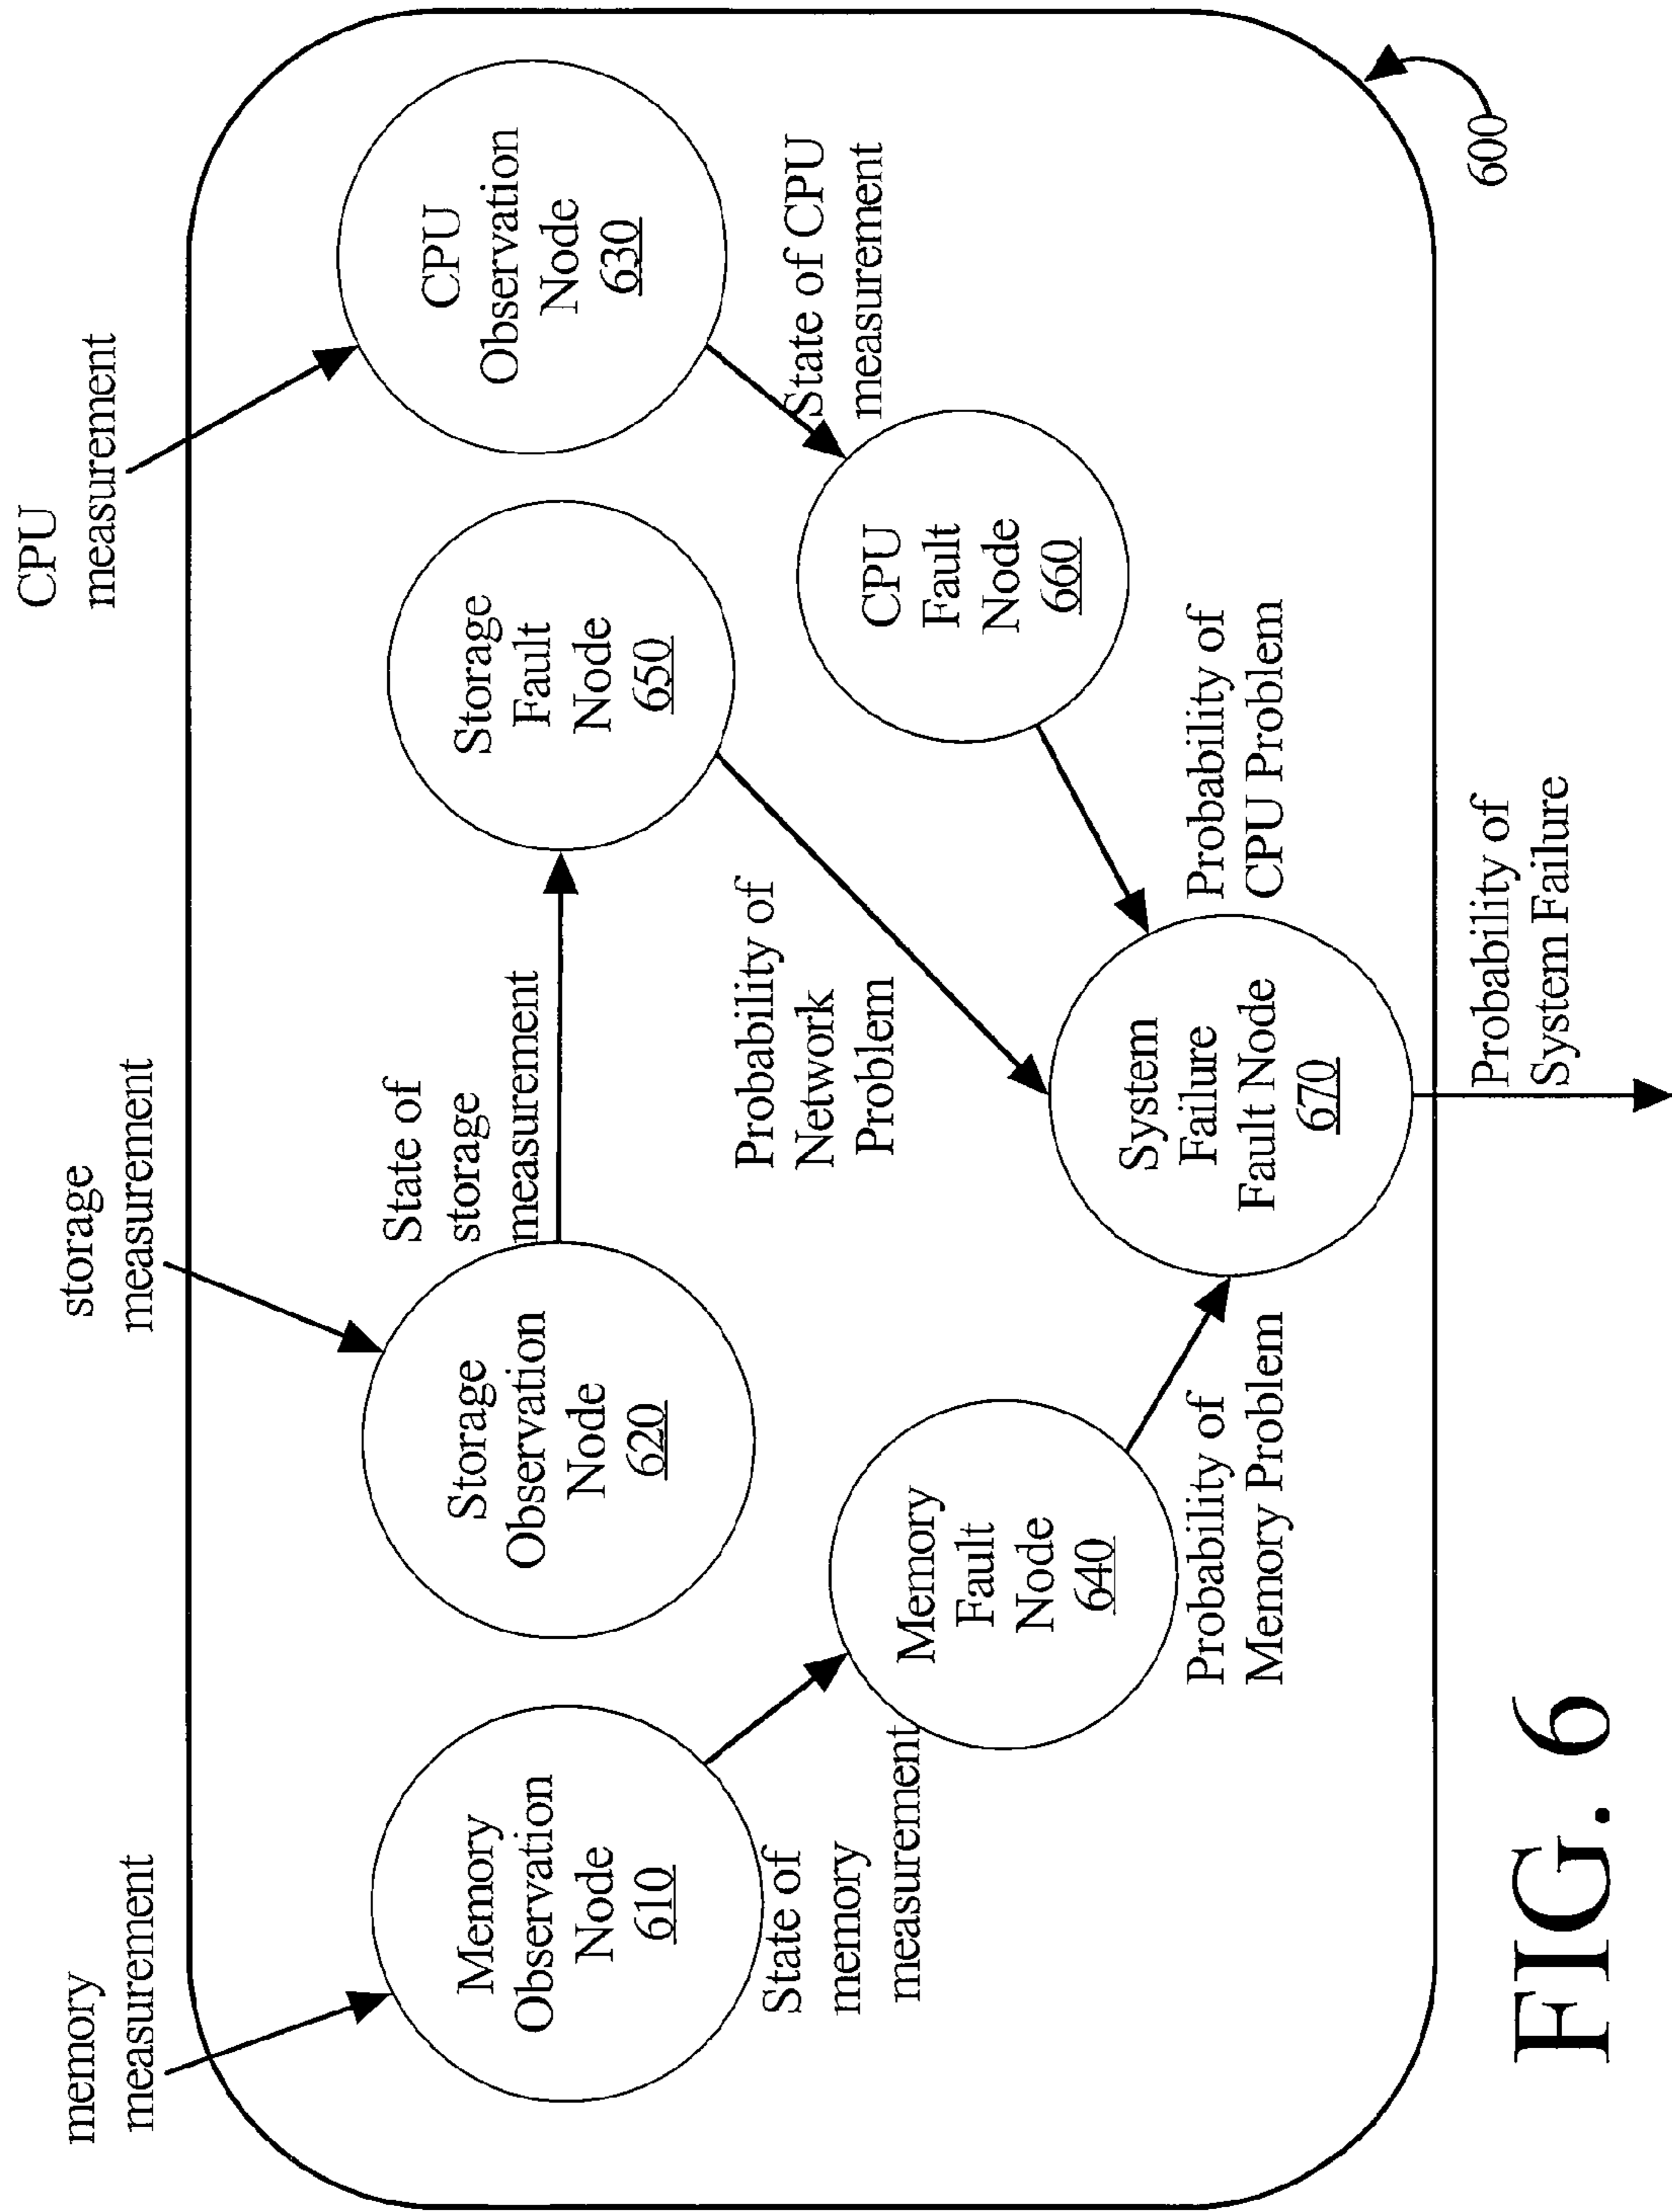 memory
measurement
storage
measurement
CPU
measurement
Memory
Observation
Node
610
Storage
Observation
Node
620
State of
storage
measurement
Storage
Fault
Node
650
CPU
Observation
Node
630
State of
memory
measurement
Memory
Fault
Node
640
Probability of
Network
Problem
CPU
Fault
Node
660
State of CPU
measurement
Probability of
Memory Problem
System
Failure
Fault Node
670
Probability of
CPU Problem
600
Probability of
System Failure
FIG. 6